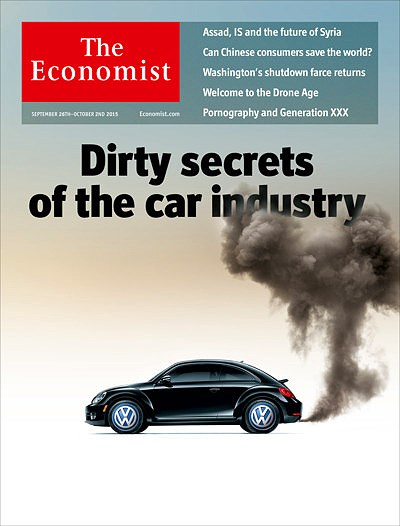 The
Economist
Assad, IS and the future of Syria
Can Chinese consumers save the world?
Washington's shutdown farce returns
Welcome to the Drone Age
Pornography and Generation XXX
SEPTEMBER 26TH–OCTOBER 2ND 2015
Economist.com
Dirty secrets
of the car industry
VW
VW